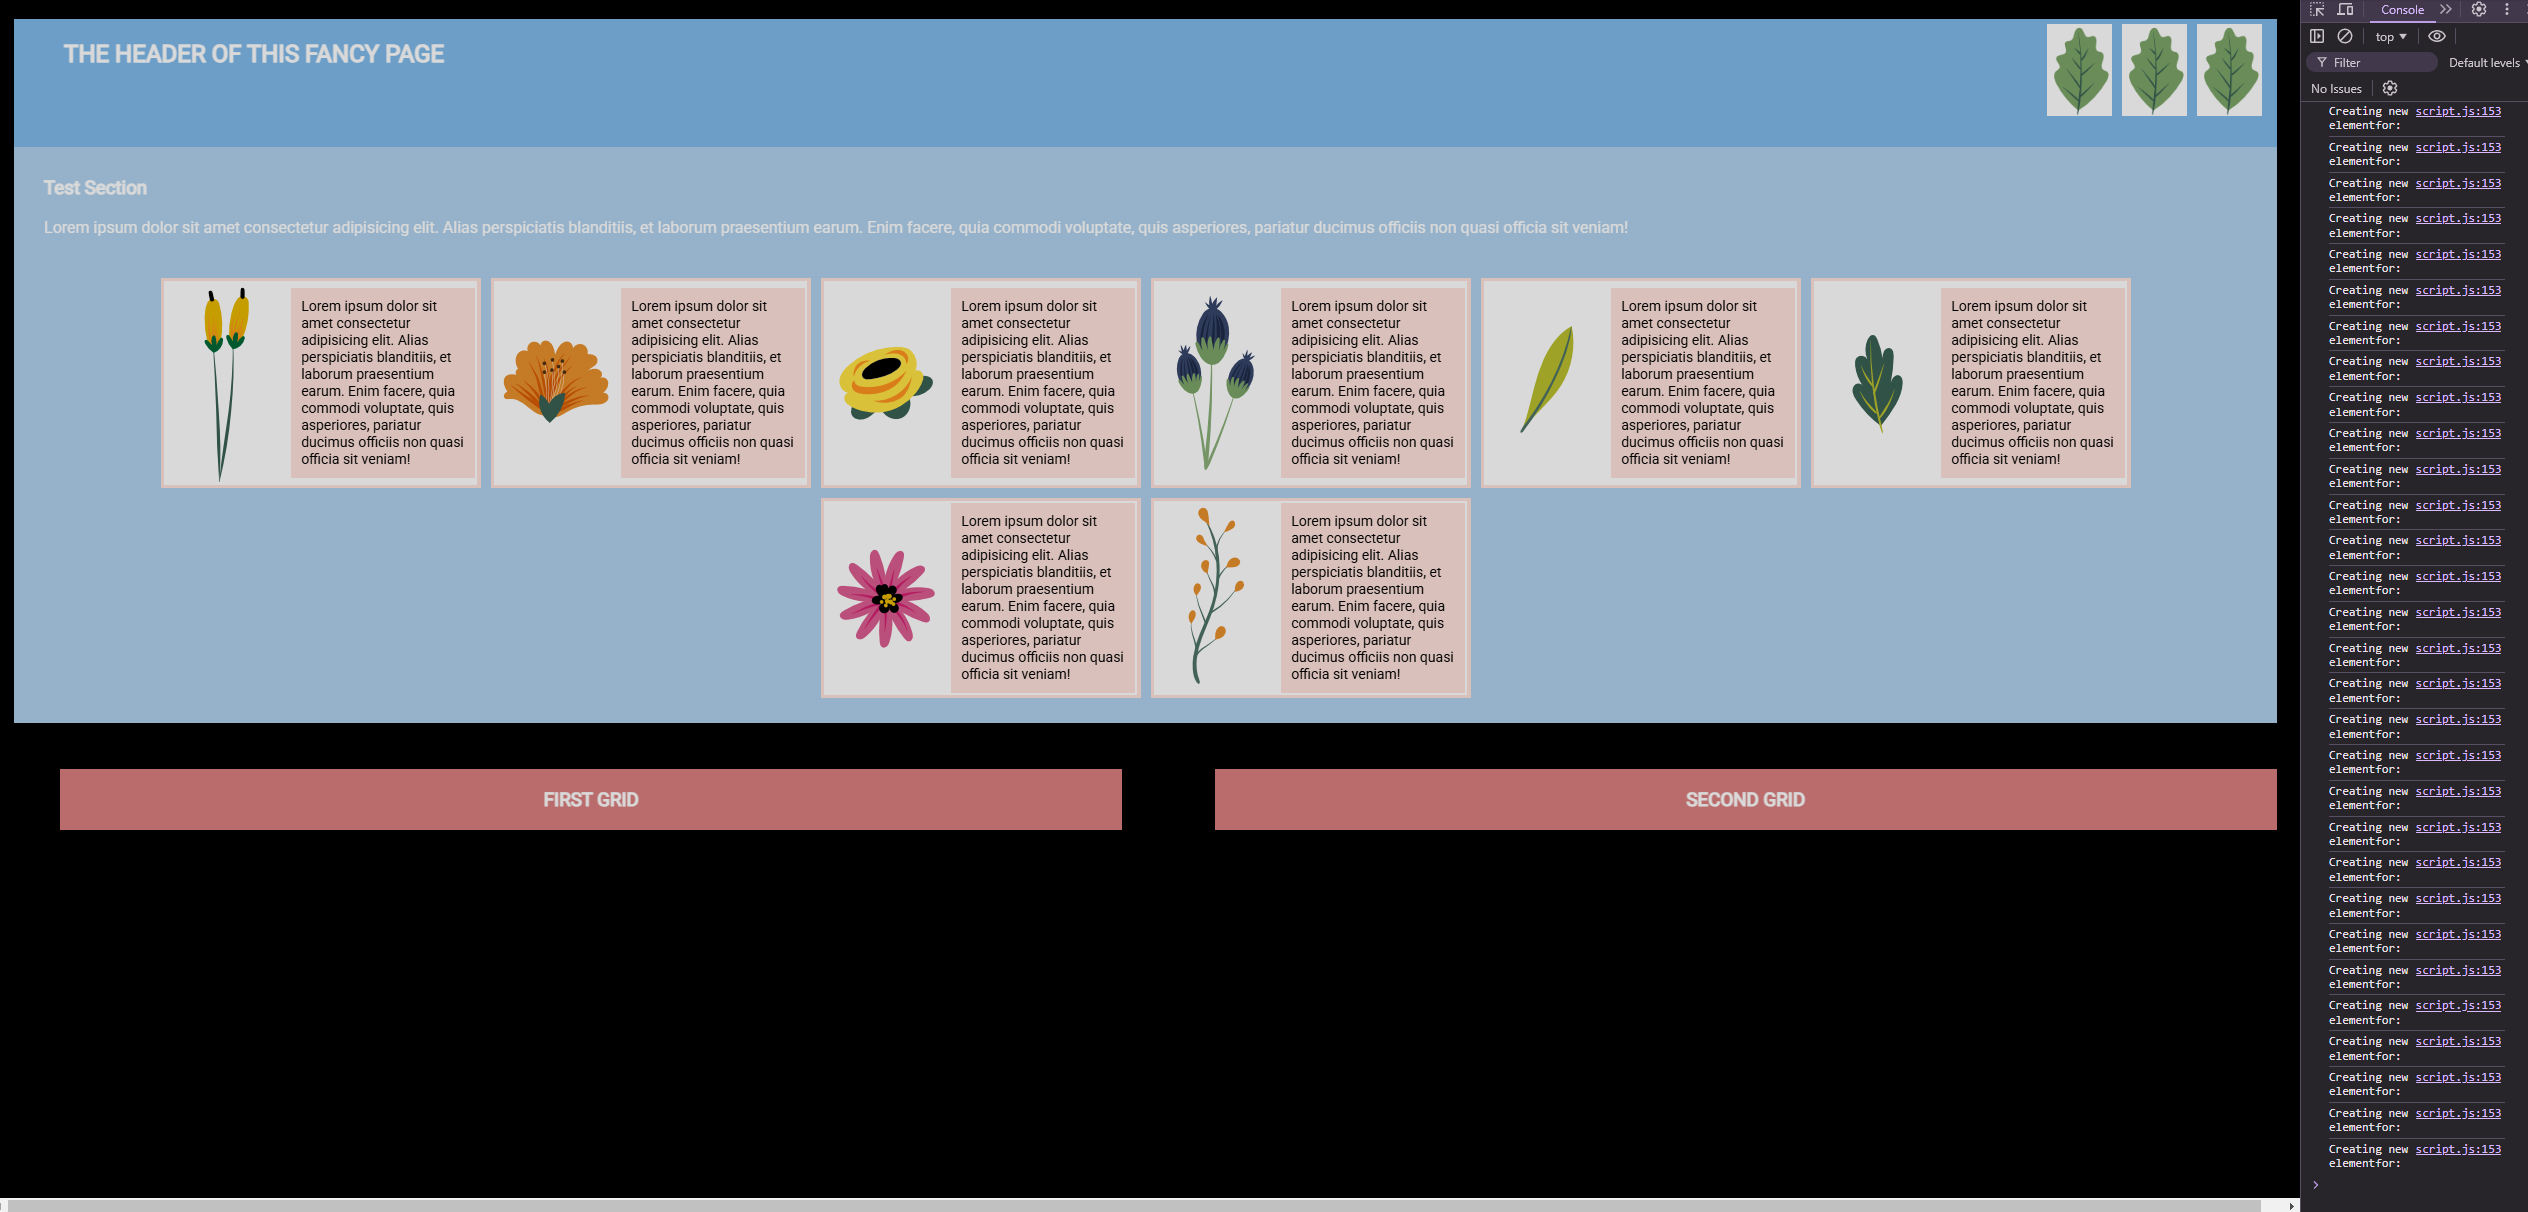 THE HEADER OF THIS FANCY PAGE
Test Section
Lorem ipsum dolor sit amet consectetur adipisicing elit. Alias perspiciatis blanditiis, et laborum praesentium earum. Enim facere, quia commodi voluptate, quis asperiores, pariatur ducimus officiis non quasi officia sit veniam!
Lorem ipsum dolor sit
amet consectetur
adipisicing elit. Alias
perspiciatis blanditiis, et
laborum praesentium
earum. Enim facere, quia
commodi voluptate, quis
asperiores, pariatur
ducimus officiis non quasi
officia sit veniam!
Lorem ipsum dolor sit
amet consectetur
adipisicing elit. Alias
perspiciatis blanditiis, et
laborum praesentium
earum. Enim facere, quia
commodi voluptate, quis
asperiores, pariatur
ducimus officiis non quasi
officia sit veniam!
Lorem ipsum dolor sit
amet consectetur
adipisicing elit. Alias
perspiciatis blanditiis, et
laborum praesentium
earum. Enim facere, quia
commodi voluptate, quis
asperiores, pariatur
ducimus officiis non quasi
officia sit veniam!
Lorem ipsum dolor sit
amet consectetur
adipisicing elit. Alias
perspiciatis blanditiis, et
laborum praesentium
earum. Enim facere, quia
commodi voluptate, quis
asperiores, pariatur
ducimus officiis non quasi
officia sit veniam!
Lorem ipsum dolor sit
amet consectetur
adipisicing elit. Alias
perspiciatis blanditiis, et
laborum praesentium
earum. Enim facere, quia
commodi voluptate, quis
asperiores, pariatur
ducimus officiis non quasi
officia sit veniam!
Lorem ipsum dolor sit
amet consectetur
adipisicing elit. Alias
perspiciatis blanditiis, et
laborum praesentium
earum. Enim facere, quia
commodi voluptate, quis
asperiores, pariatur
ducimus officiis non quasi
officia sit veniam!
Lorem ipsum dolor sit
amet consectetur
adipisicing elit. Alias
perspiciatis blanditiis, et
laborum praesentium
earum. Enim facere, quia
commodi voluptate, quis
asperiores, pariatur
ducimus officiis non quasi
officia sit veniam!
Lorem ipsum dolor sit
amet consectetur
adipisicing elit. Alias
perspiciatis blanditiis, et
laborum praesentium
earum. Enim facere, quia
commodi voluptate, quis
asperiores, pariatur
ducimus officiis non quasi
officia sit veniam!
FIRST GRID
SECOND GRID
Console
top
Filter
Default levels
No Issues
Creating new script.js:153
elementfor:
Creating new script.js:153
elementfor:
Creating new script.js:153
elementfor:
Creating new script.js:153
elementfor:
Creating new script.js:153
elementfor:
Creating new script.js:153
elementfor:
Creating new script.js:153
elementfor:
Creating new script.js:153
elementfor:
Creating new script.js:153
elementfor:
Creating new script.js:153
elementfor:
Creating new script.js:153
elementfor:
Creating new script.js:153
elementfor:
Creating new script.js:153
elementfor:
Creating new script.js:153
elementfor:
Creating new script.js:153
elementfor:
Creating new script.js:153
elementfor:
Creating new script.js:153
elementfor:
Creating new script.js:153
elementfor:
Creating new script.js:153
elementfor:
Creating new script.js:153
elementfor:
Creating new script.js:153
elementfor:
Creating new script.js:153
elementfor:
Creating new script.js:153
elementfor:
Creating new script.js:153
elementfor:
Creating new script.js:153
elementfor:
Creating new script.js:153
elementfor:
Creating new script.js:153
elementfor:
Creating new script.js:153
elementfor:
Creating new script.js:153
elementfor:
Creating new script.js:153
elementfor: